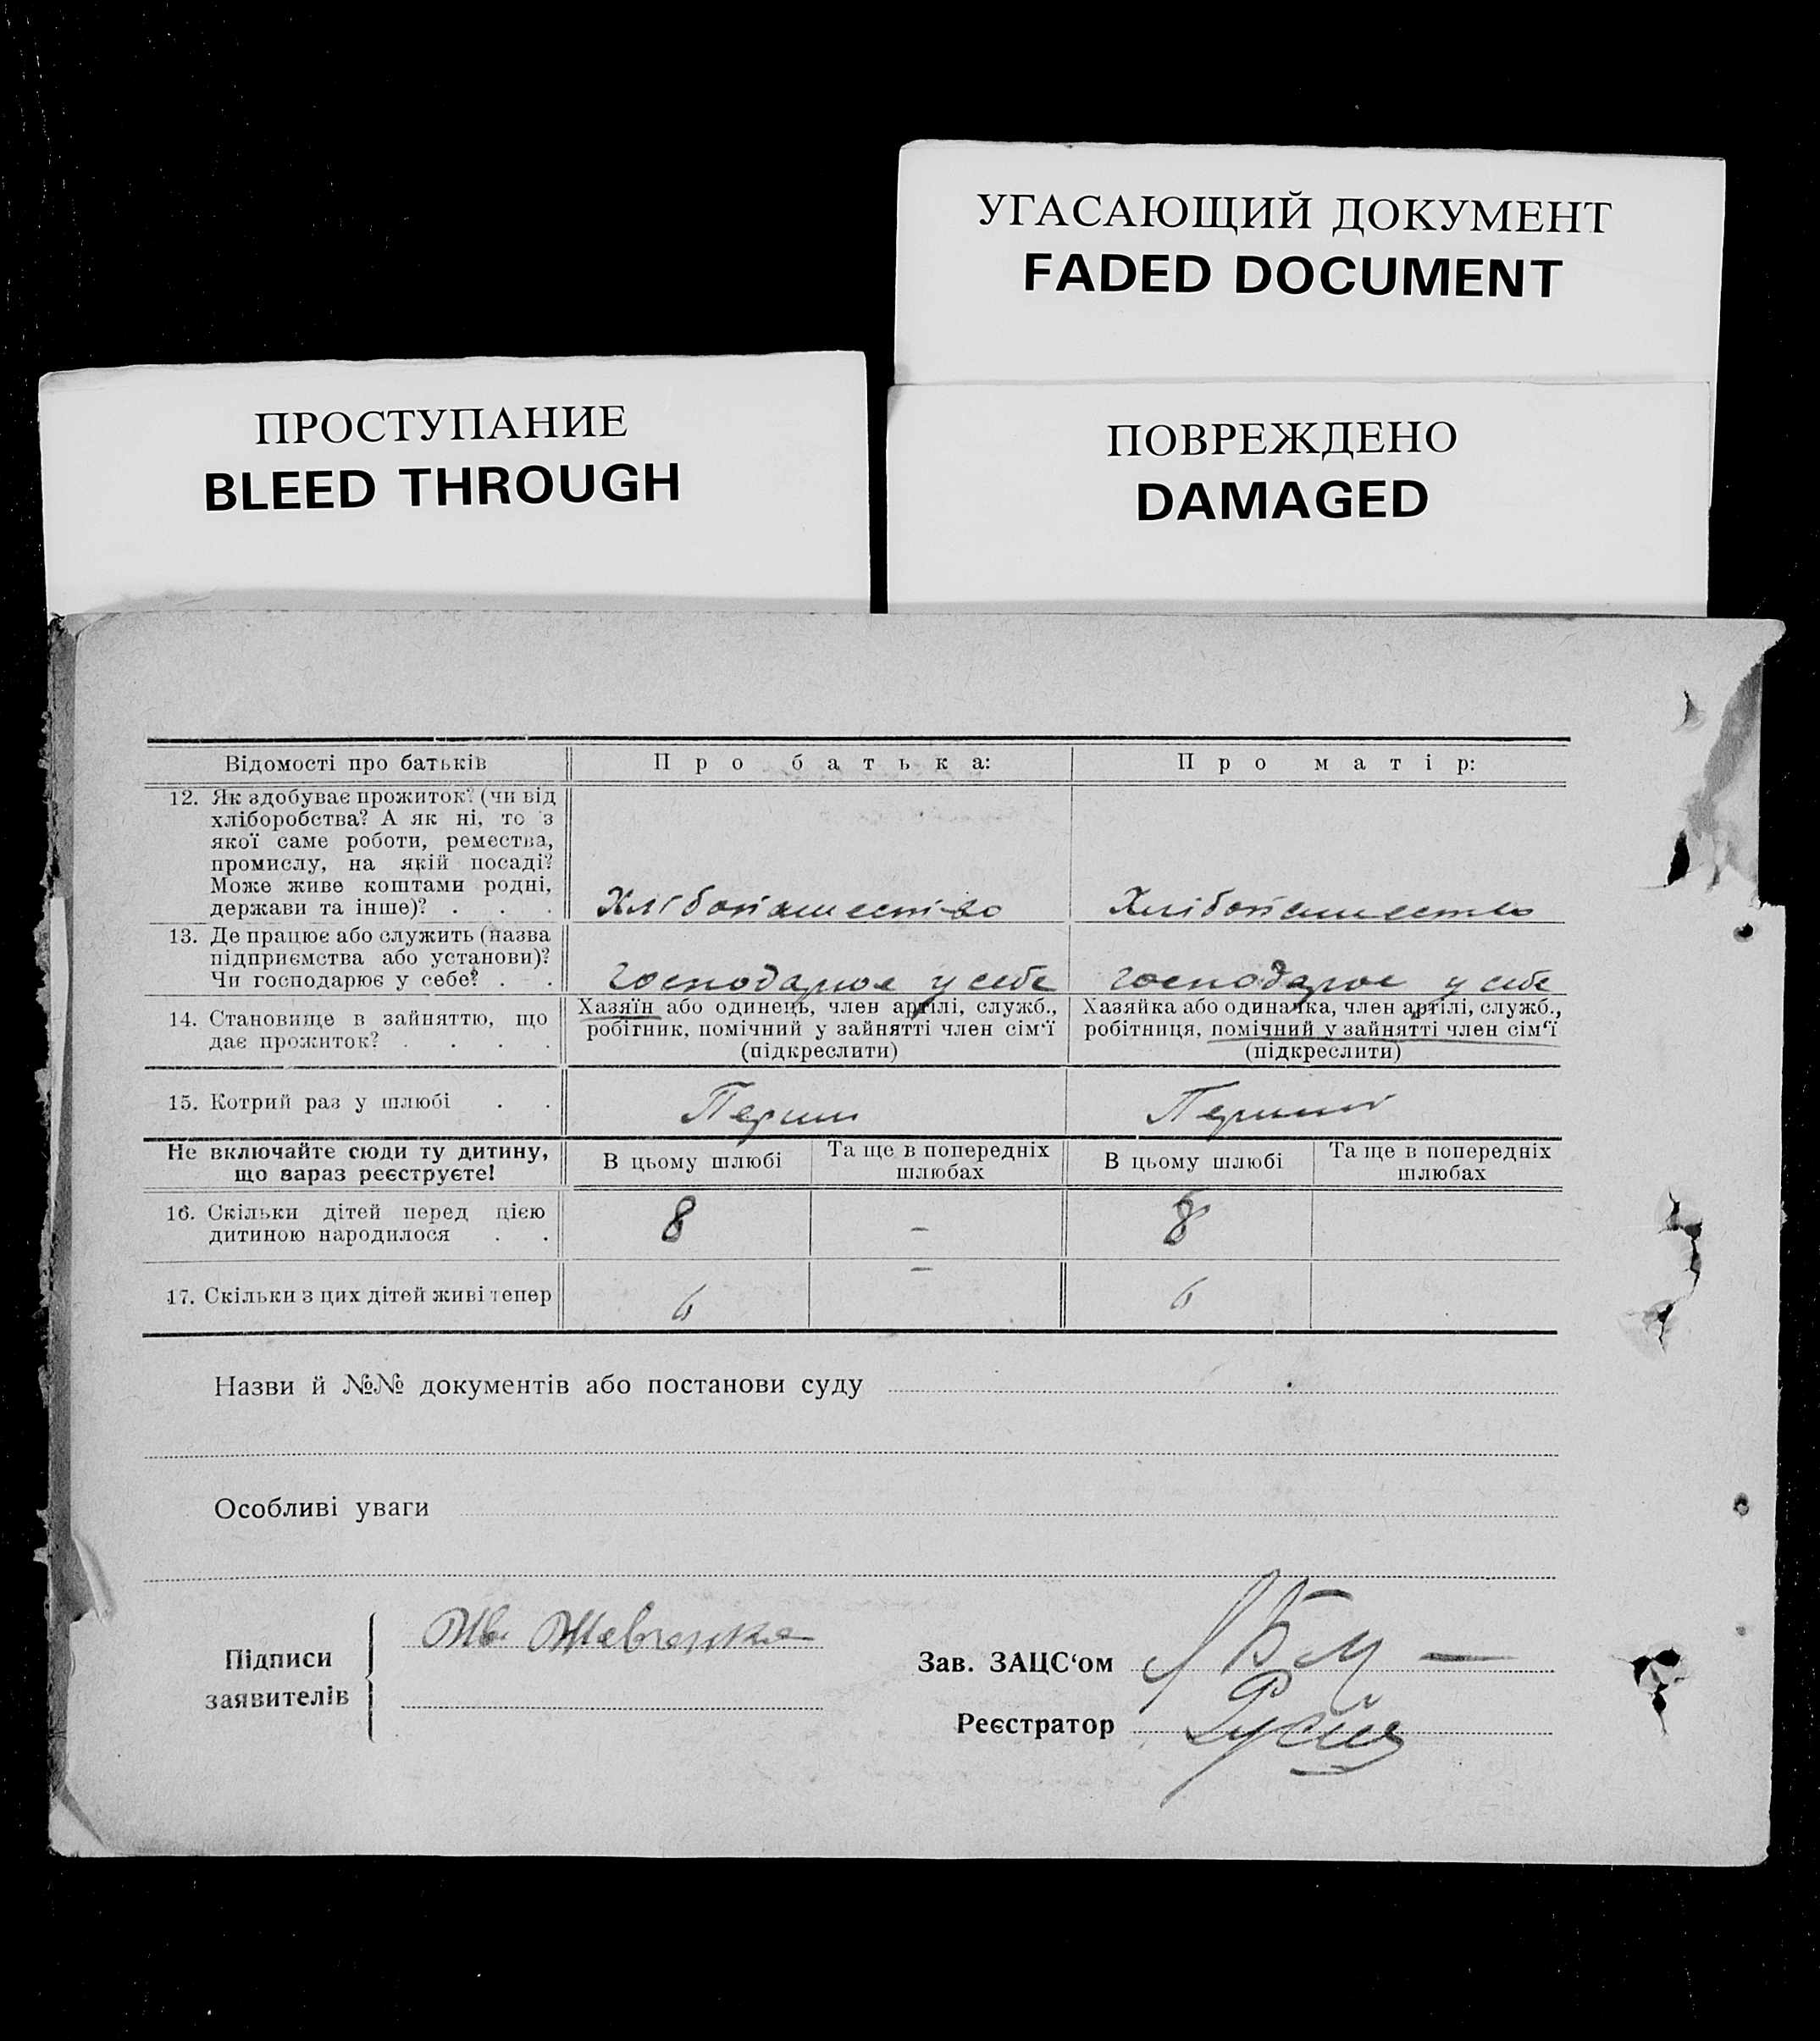 УГАСАЮЩИЙ ДОКУМЕНТ
FADED DOCUMENT
ПРОСТУПАНИЕ
BLEED THROUGH
ПОВРЕЖДЕНО
DAMAGED
Відомості про батьків
Про батька:
Про матір:
12. Як здобуває прожиток? (чи від
хліборобства? А як ні, то з
якої саме роботи, ремества,
промислу, на якій посаді?
Може живе коштами родні,
держави та інше)? . . .
Хлібопашество
Хлібопашество
13. Де працює або служить (назва
підприємства або установи)?
Чи господарює у себе? . .
господарює у себе
господарює у себе
14. Становище в зайняттю, що
дає прожиток? . . . .
Хазяїн або одинець, член артілі, служб.,
робітник, помічний у зайнятті член сім‘ї
(підкреслити)
Хазяйка або одиначка, член артілі, служб.,
робітниця, помічний у зайнятті член сім‘ї
(підкреслити)
15. Котрий раз у шлюбі . .
Не включайте сюди ту дитину,
що зараз реєструєте!
В цьому шлюбі
Та ще в попередніх
шлюбах
В цьому шлюбі
Та ще в попередніх
шлюбах
16. Скільки дітей перед цією
дитиною народилося . .
8
–
8
17. Скільки з цих дітей живі тепер
6
–
6
Назви й №№ документів або постанови суду
Особливі уваги
Підписи
заявителів
Шевченко
Зав. ЗАЦС‘ом
Реєстратор